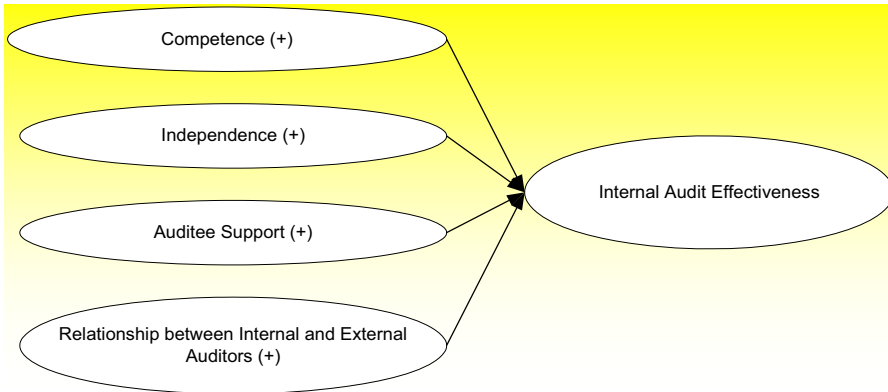 Competence (+)
Independence (+)
Internal Audit Effectiveness
Auditee Support (+)
Relationship between Internal and External
Auditors (+)